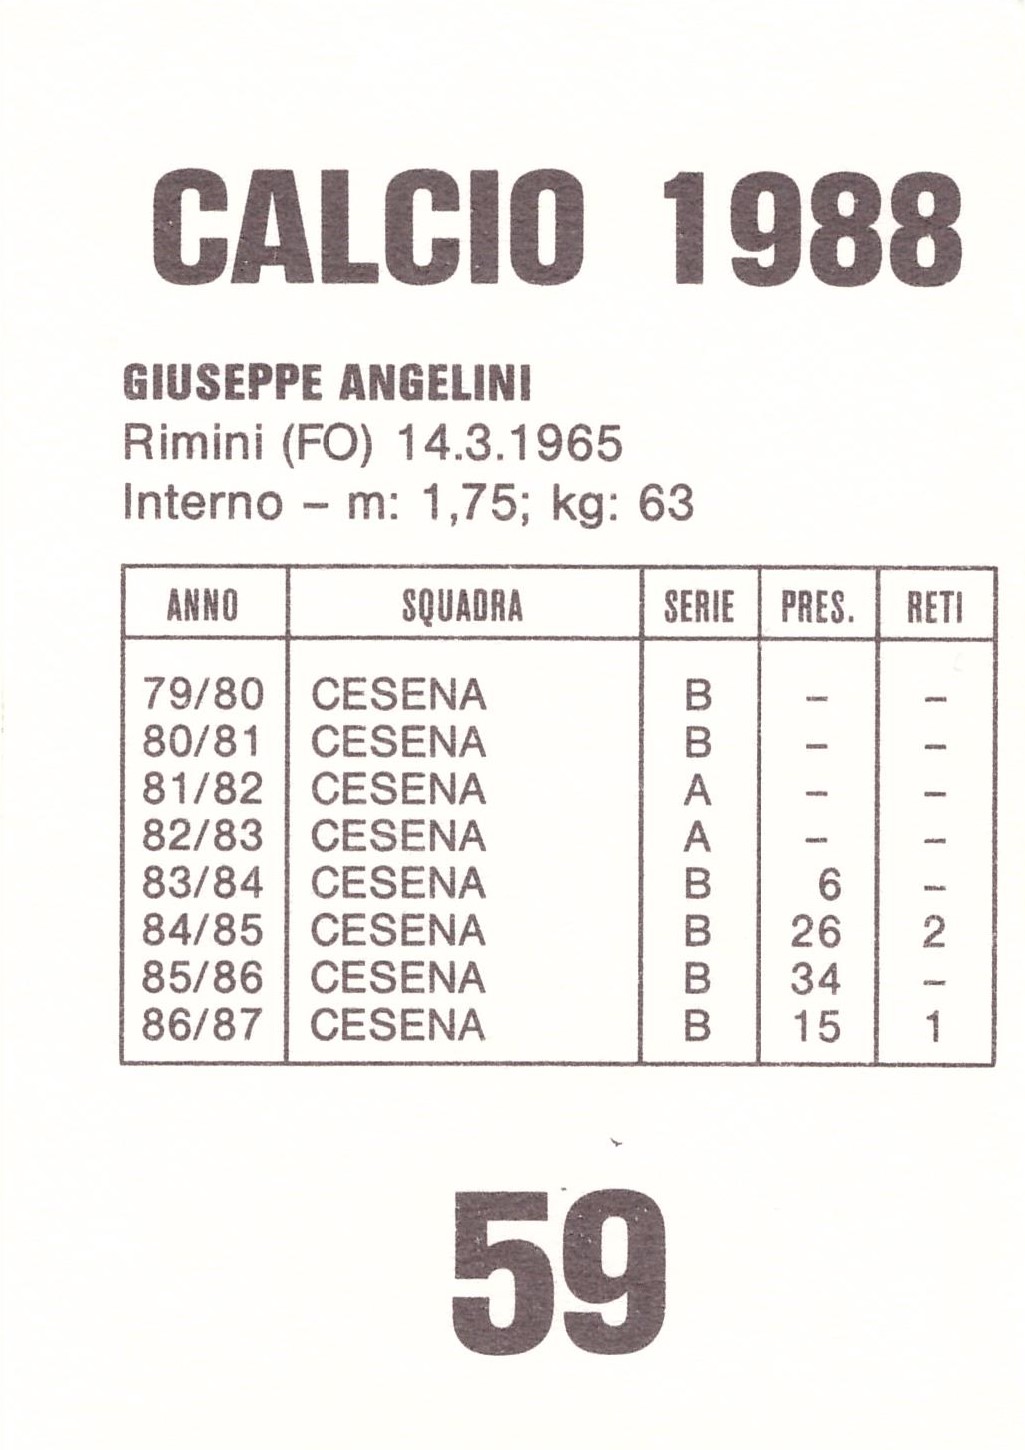 CALCIO 1988
GIUSEPPE ANGELINI
Rimini (FO) 14.3.1965
Interno – m: 1,75; kg: 63
ANNO SQUADRA SERIE PRES. RETI
79/80 CESENA B – –
80/81 CESENA B – –
81/82 CESENA A – –
82/83 CESENA A – –
83/84 CESENA B 6 –
84/85 CESENA B 26 2
85/86 CESENA B 34 –
86/87 CESENA B 15 1
59